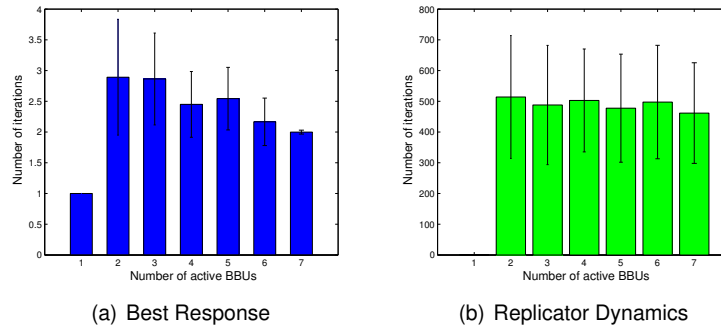 4
3.5
3
2.5
2
1.5
1
0.5
0
Number of iterations
1 2 3 4 5 6 7
Number of active BBUs
(a) Best Response
800
700
600
500
400
300
200
100
0
Number of iterations
1 2 3 4 5 6 7
Number of active BBUs
(b) Replicator Dynamics